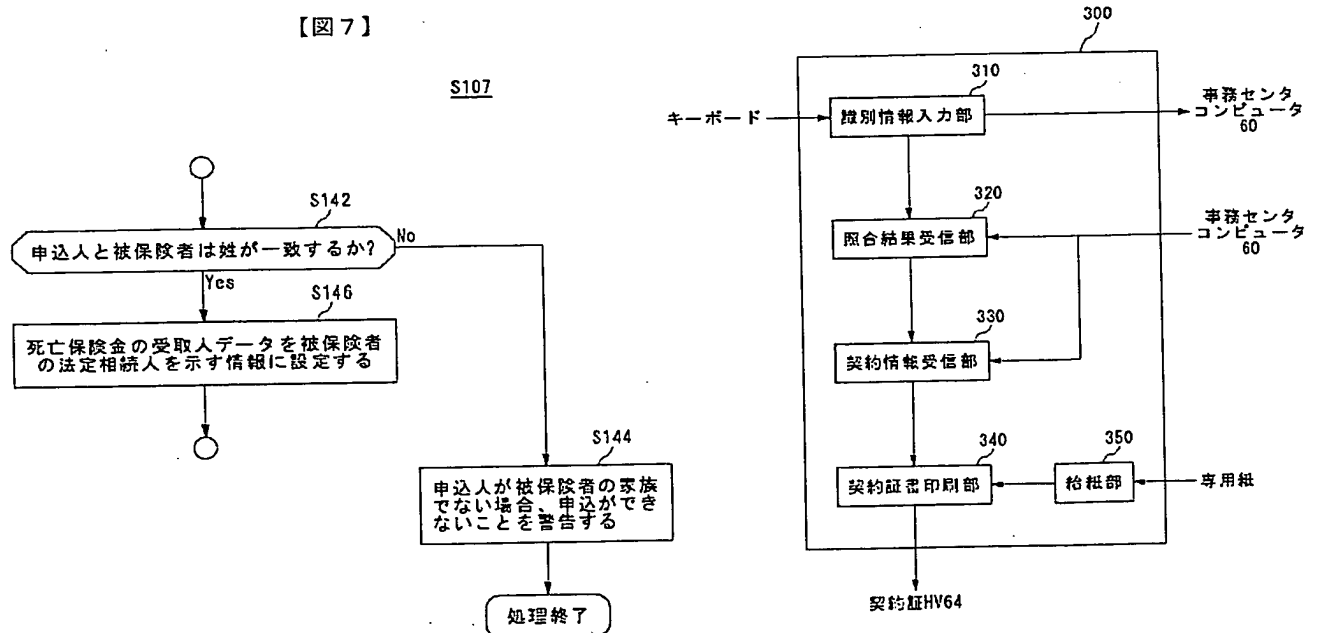 【図7】
S107
S142
申込人と被保険者は姓が一致するか?
No
Yes
S146
死亡保険金の受取人データを被保険者
の法定相続人を示す情報に設定する
S144
申込人が被保険者の家族
でない場合、申込ができ
ないことを警告する
処理終了
300
310
キーボード
識別情報入力部
事務センタ
コンピュータ
60
320
照合結果受信部
事務センタ
コンピュータ
60
330
契約情報受信部
340
契約証書印刷部
350
給紙部
専用紙
契約証HV64